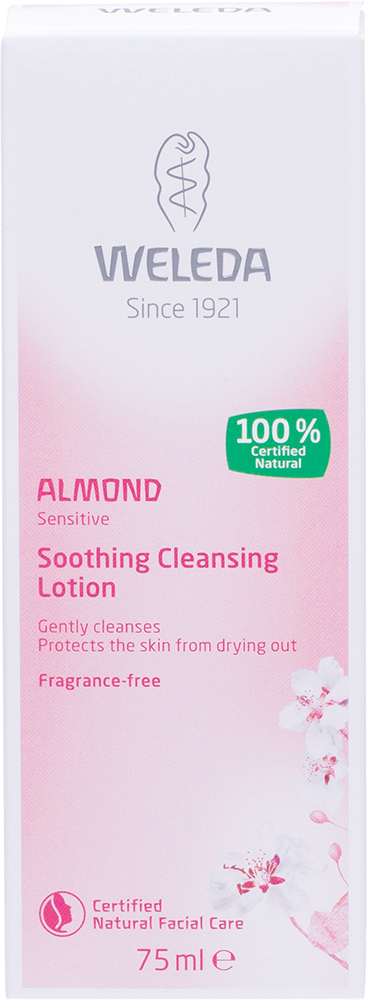 WELEDA
WELEDA
Since 1921
100 %
Certified
Natural
ALMOND
Sensitive
Soothing Cleansing
Lotion
Gently cleanses
Protects the skin from drying out
Fragrance-free
Certified
Natural Facial Care
75 ml ℮